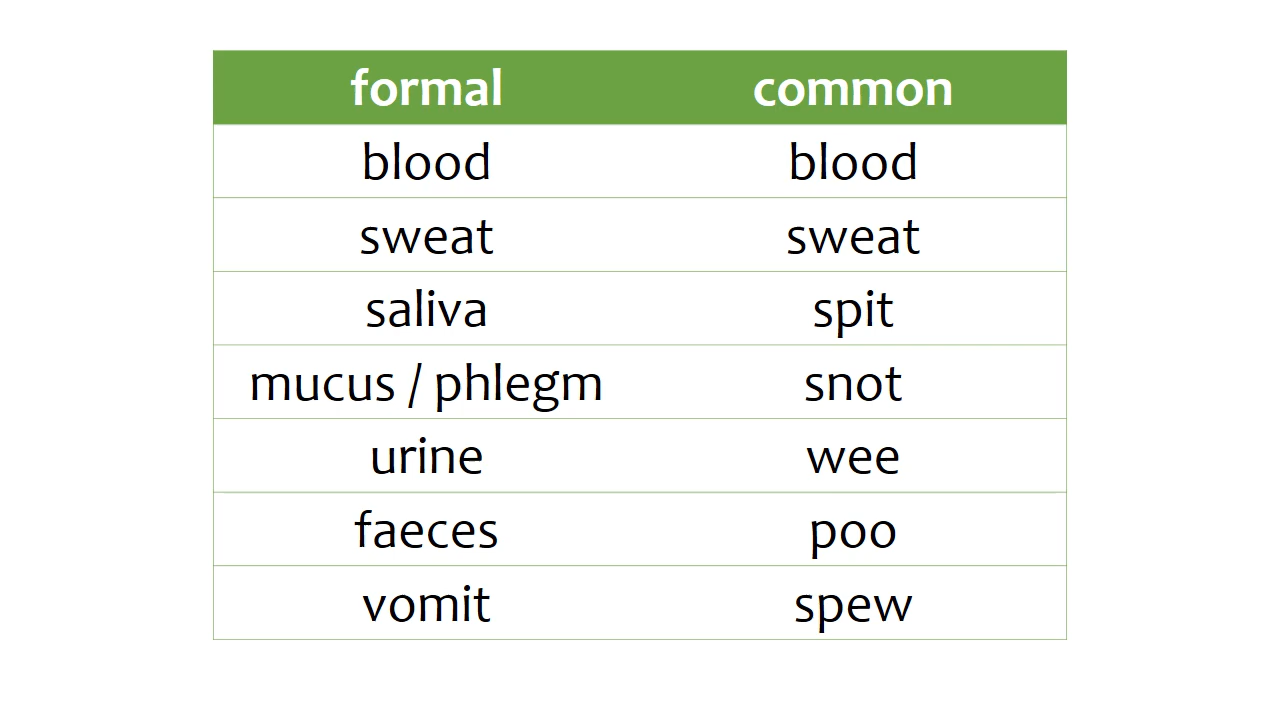 formal common
blood blood
sweat sweat
saliva spit
mucus / phlegm snot
urine wee
faeces poo
vomit spew